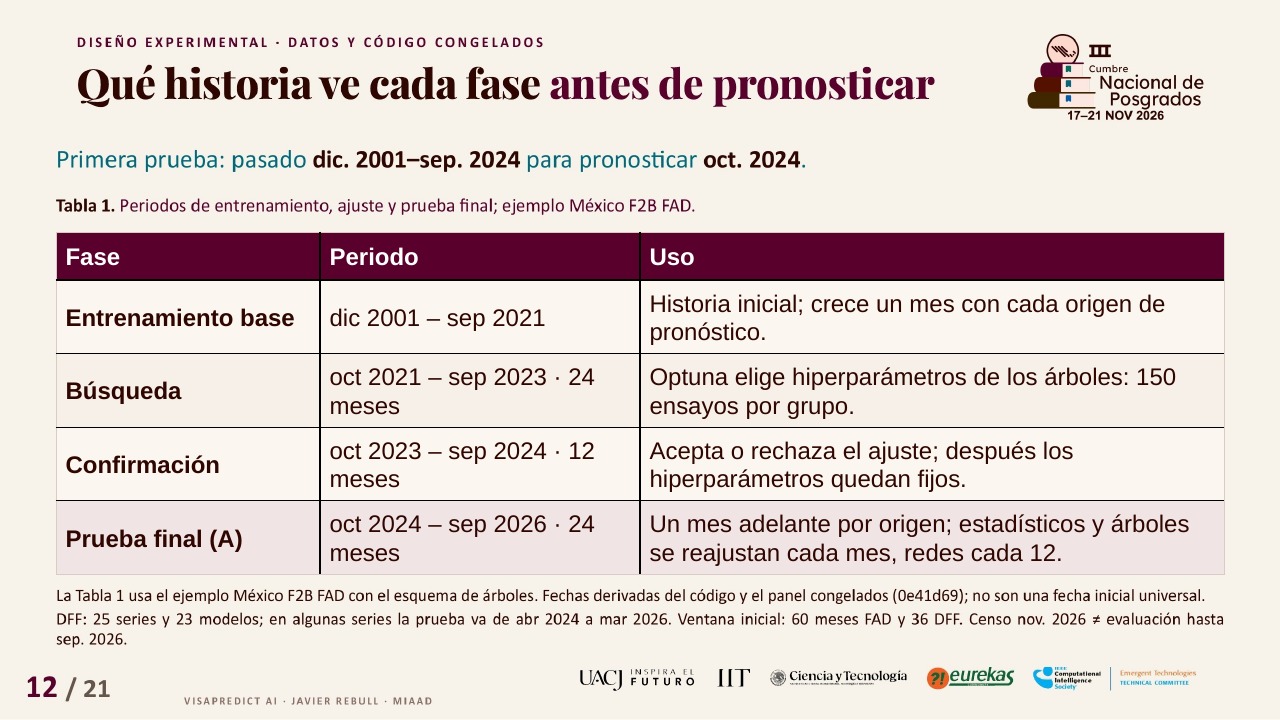 DISEÑO EXPERIMENTAL · DATOS Y CÓDIGO CONGELADOS
Qué historia ve cada fase antes de pronosticar
III
Cumbre
Nacional de
Posgrados
17–21 NOV 2026
Primera prueba: pasado dic. 2001–sep. 2024 para pronosticar oct. 2024.
Tabla 1. Periodos de entrenamiento, ajuste y prueba final; ejemplo México F2B FAD.
Fase Periodo Uso
Entrenamiento base
dic 2001 – sep 2021
Historia inicial; crece un mes con cada origen de
pronóstico.
Búsqueda
oct 2021 – sep 2023 · 24
meses
Optuna elige hiperparámetros de los árboles: 150
ensayos por grupo.
Confirmación
oct 2023 – sep 2024 · 12
meses
Acepta o rechaza el ajuste; después los
hiperparámetros quedan fijos.
Prueba final (A)
oct 2024 – sep 2026 · 24
meses
Un mes adelante por origen; estadísticos y árboles
se reajustan cada mes, redes cada 12.
La Tabla 1 usa el ejemplo México F2B FAD con el esquema de árboles. Fechas derivadas del código y el panel congelados (0e41d69); no son una fecha inicial universal.
DFF: 25 series y 23 modelos; en algunas series la prueba va de abr 2024 a mar 2026. Ventana inicial: 60 meses FAD y 36 DFF. Censo nov. 2026 ≠ evaluación hasta
sep. 2026.
12 / 21
VISAPREDICT AI · JAVIER REBULL · MIAAD
UACJ INSPIRA EL
FUTURO
IIT
Ciencia y Tecnología
?! eurekas
IEEE
Computational
Intelligence
Society
Emergent Technologies
TECHNICAL COMMITTEE